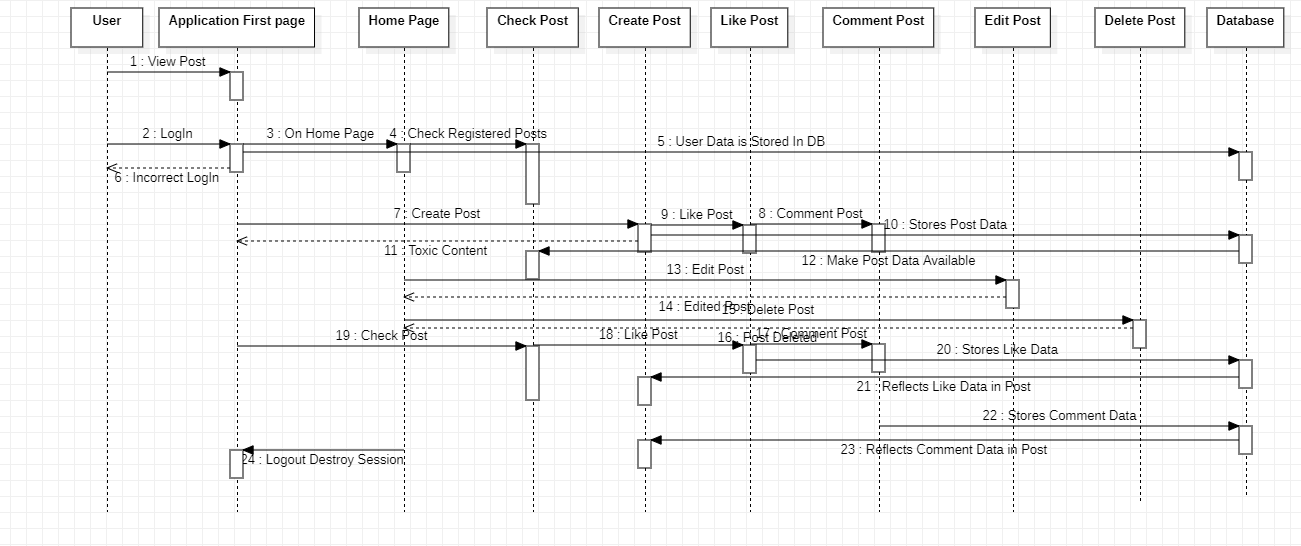 User
Application First page
Home Page
Check Post
Create Post
Like Post
Comment Post
Edit Post
Delete Post
Database
1 : View Post
2 : LogIn
3 : On Home Page
4 : Check Registered Posts
5 : User Data is Stored In DB
6 : Incorrect LogIn
7 : Create Post
9 : Like Post
8 : Comment Post
10 : Stores Post Data
11 : Toxic Content
12 : Make Post Data Available
13 : Edit Post
14 : Edited Post
15 : Delete Post
16 : Post Deleted
17 : Comment Post
18 : Like Post
19 : Check Post
20 : Stores Like Data
21 : Reflects Like Data in Post
22 : Stores Comment Data
23 : Reflects Comment Data in Post
24 : Logout Destroy Session